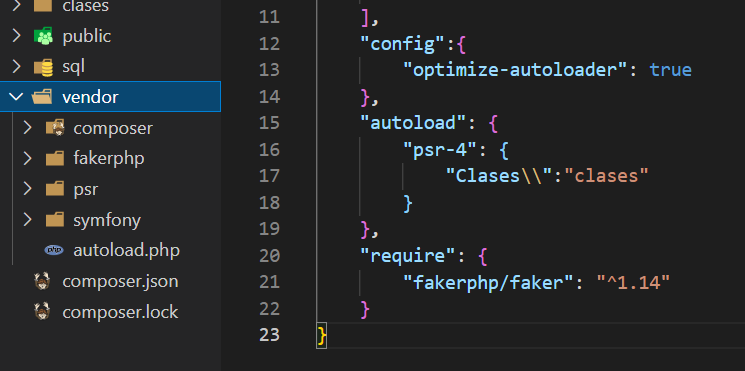 clases
public
sql
vendor
composer
fakerphp
psr
symfony
php autoload.php
composer.json
composer.lock
11 ],
12 "config":{
13 "optimize-autoloader": true
14 },
15 "autoload": {
16 "psr-4": {
17 "Clases\\":"clases"
18 }
19 },
20 "require": {
21 "fakerphp/faker": "^1.14"
22 }
23 }